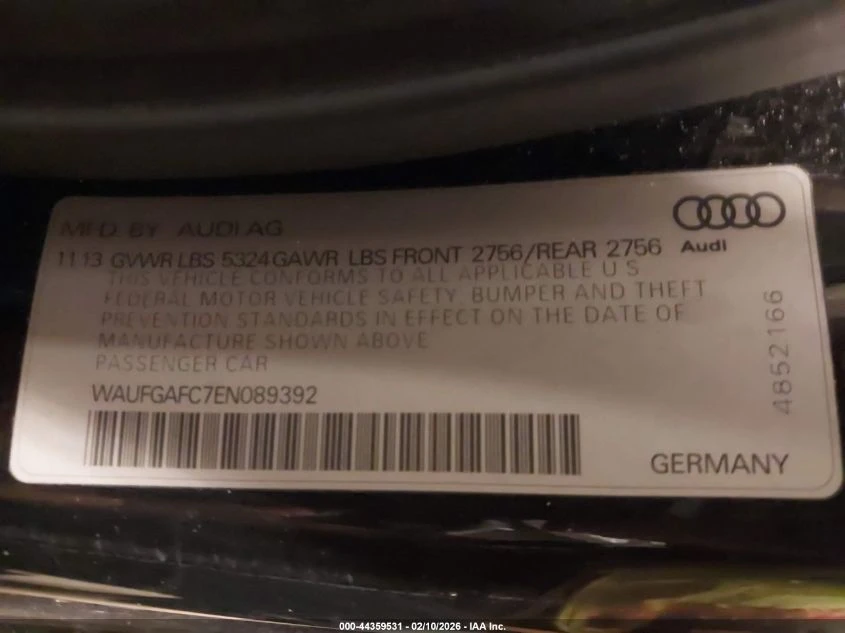 MFD. BY AUDI AG
11 13 GVWR LBS 5324 GAWR LBS FRONT 2756/REAR 2756
Audi
THIS VEHICLE CONFORMS TO ALL APPLICABLE U S
FEDERAL MOTOR VEHICLE SAFETY, BUMPER AND THEFT
PREVENTION STANDARDS IN EFFECT ON THE DATE OF
MANUFACTURE SHOWN ABOVE
PASSENGER CAR
WAUFGAFC7EN089392
4852166
GERMANY
000-44359531 - 02/10/2026 - IAA Inc.